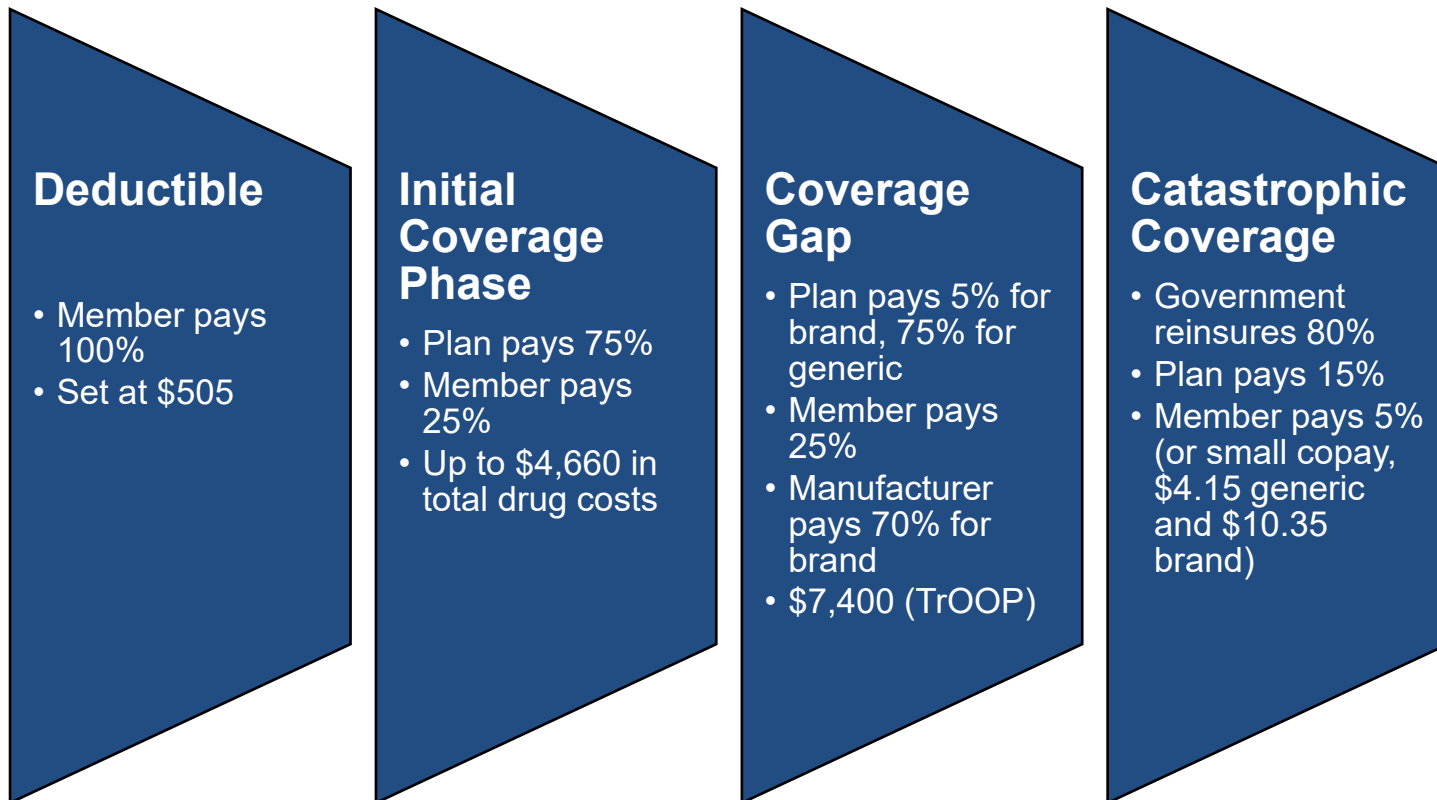 Deductible
• Member pays
100%
• Set at $505
Initial
Coverage
Phase
• Plan pays 75%
• Member pays
25%
• Up to $4,660 in
total drug costs
Coverage
Gap
• Plan pays 5% for
brand, 75% for
generic
• Member pays
25%
• Manufacturer
pays 70% for
brand
• $7,400 (TrOOP)
Catastrophic
Coverage
• Government
reinsures 80%
• Plan pays 15%
• Member pays 5%
(or small copay,
$4.15 generic
and $10.35
brand)